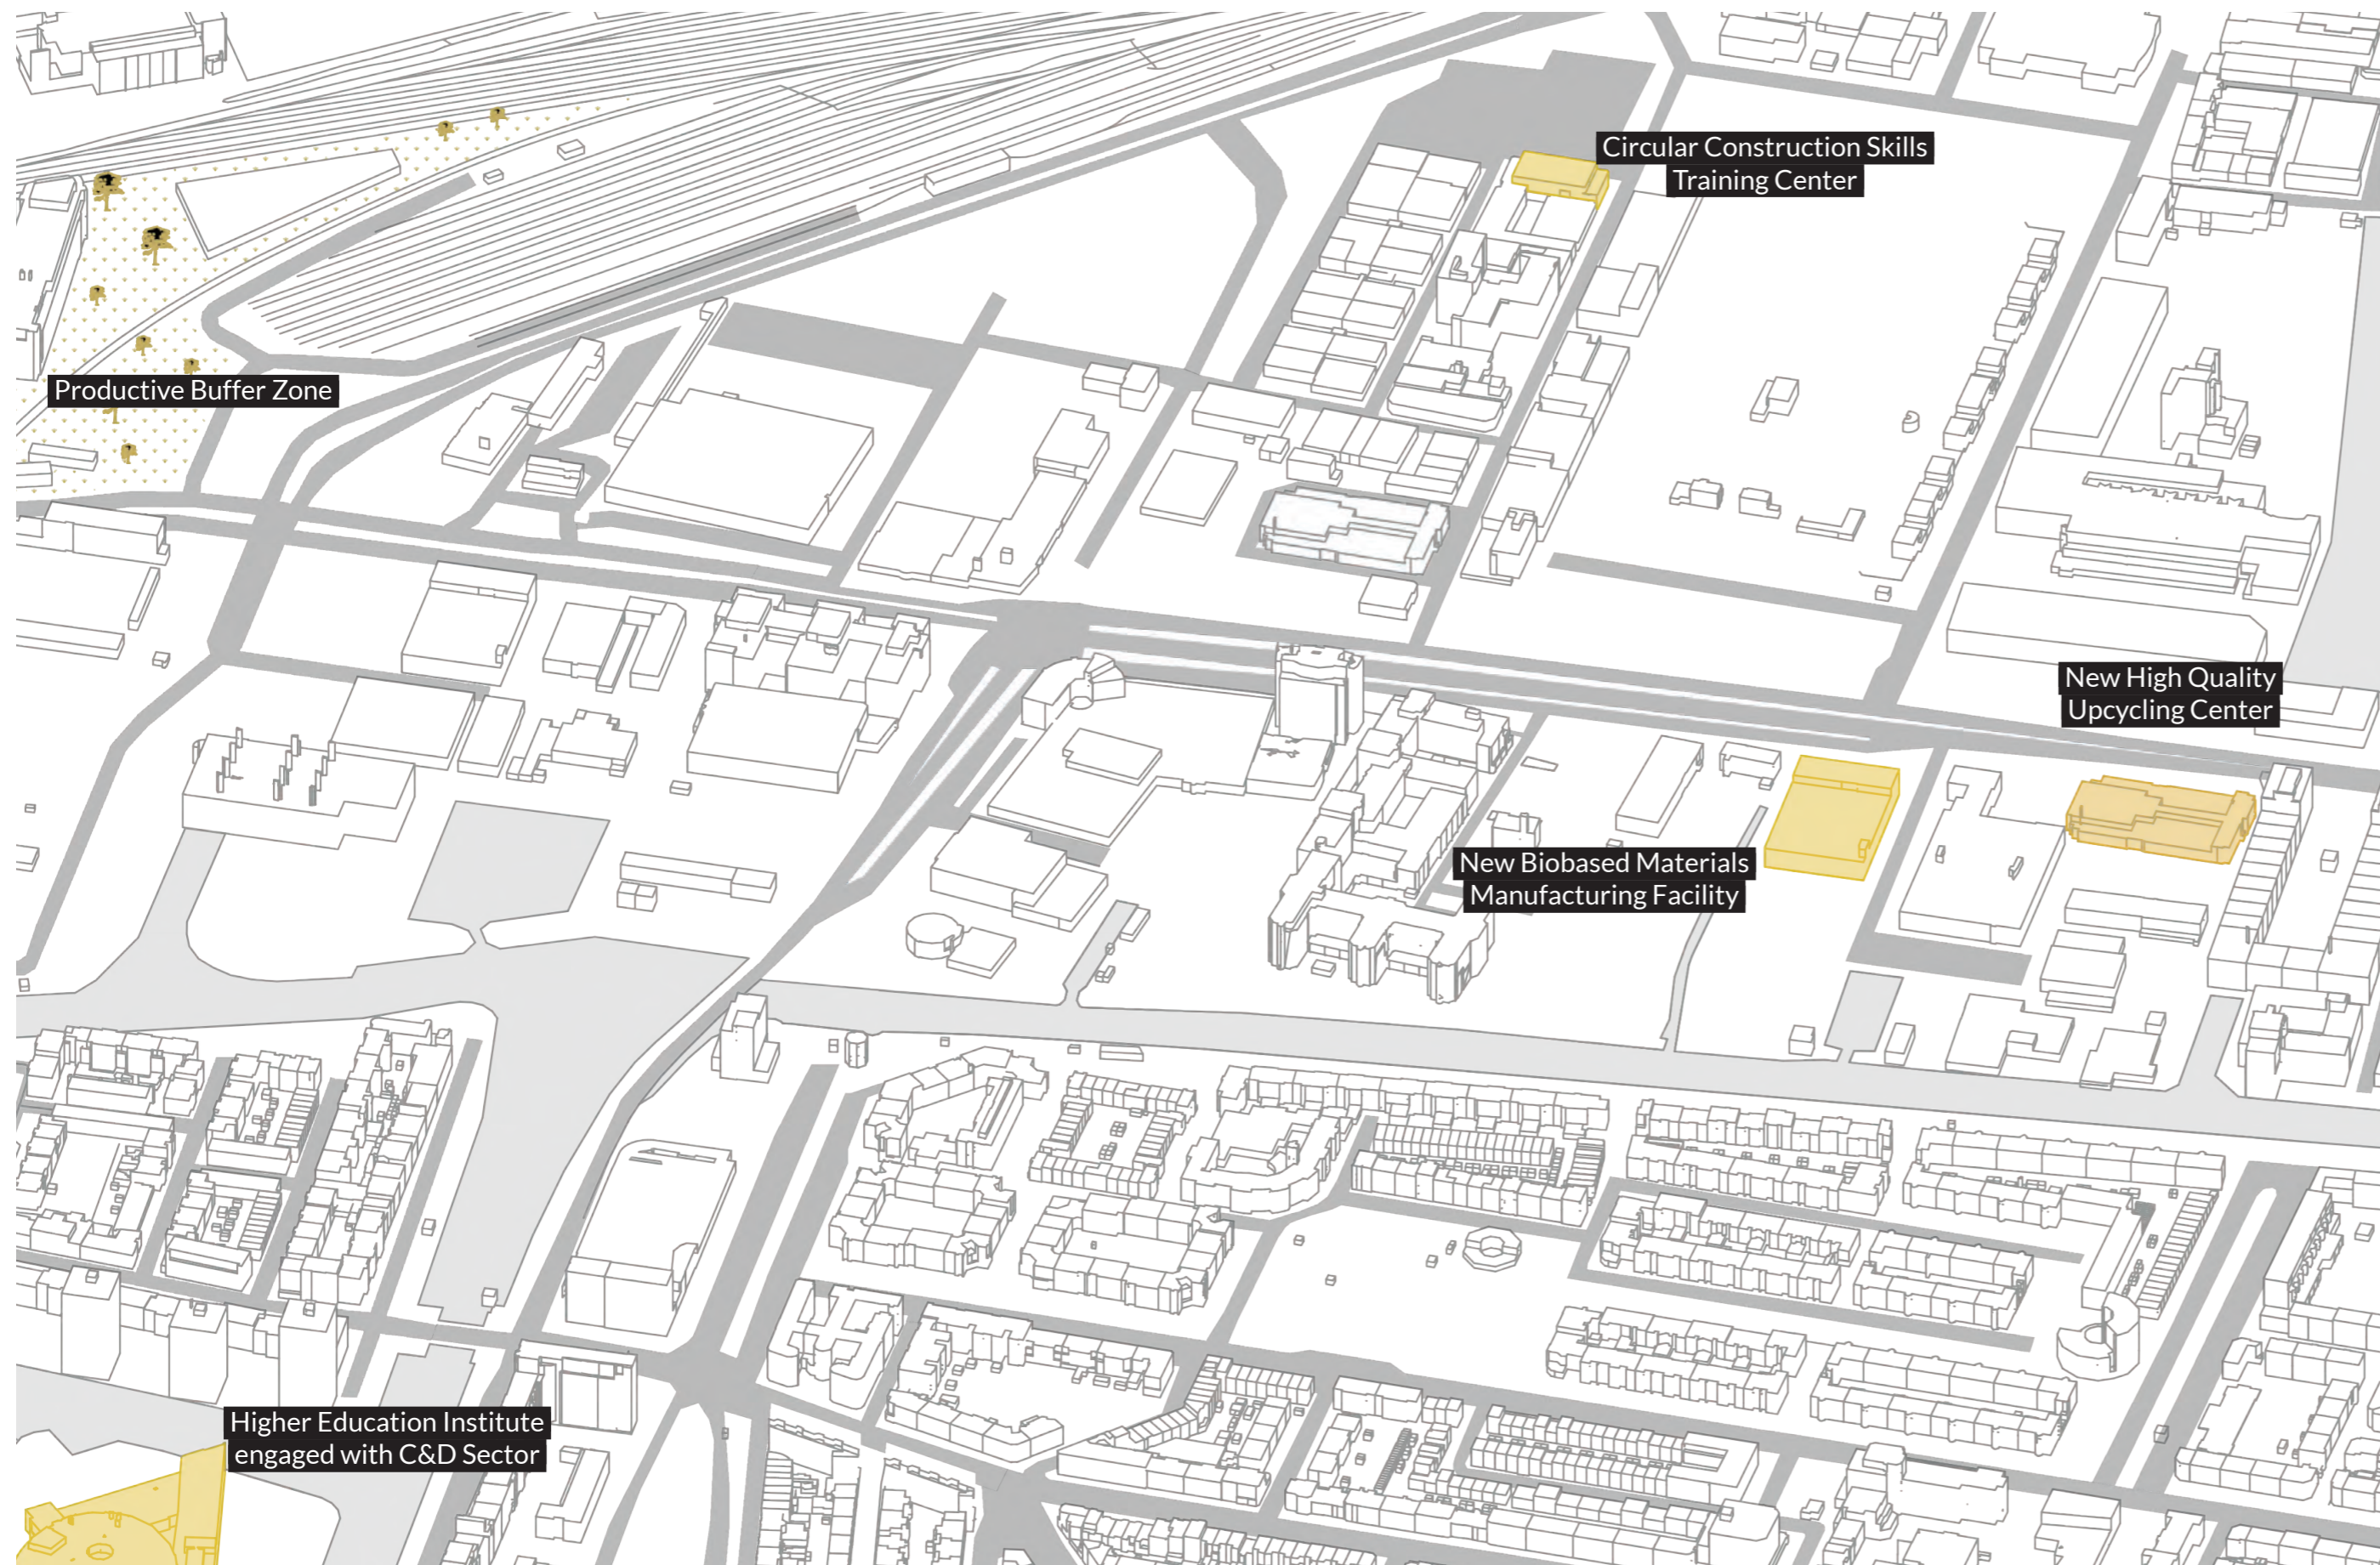 Circular Construction Skills
Training Center
Productive Buffer Zone
New High Quality
Upcycling Center
New Biobased Materials
Manufacturing Facility
Higher Education Institute
engaged with C&D Sector